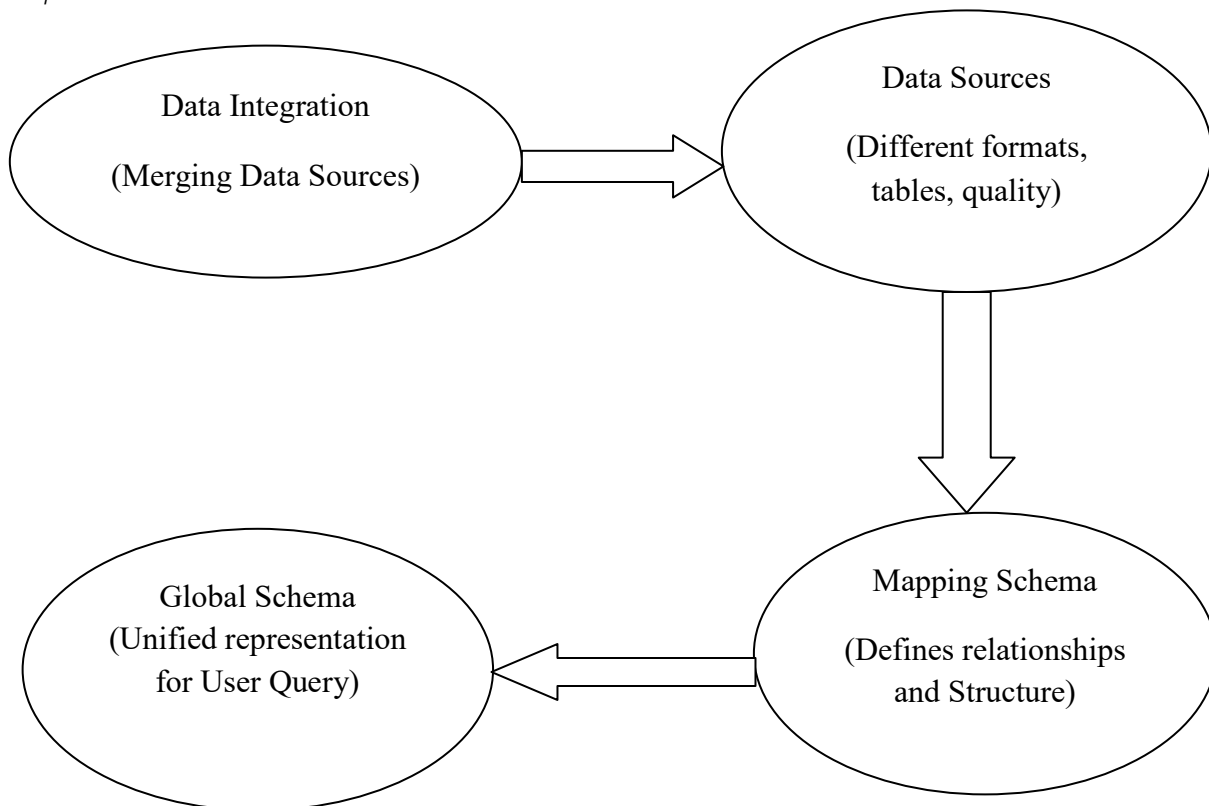 Data Integration
(Merging Data Sources)
Data Sources
(Different formats,
tables, quality)
Mapping Schema
(Defines relationships
and Structure)
Global Schema
(Unified representation
for User Query)